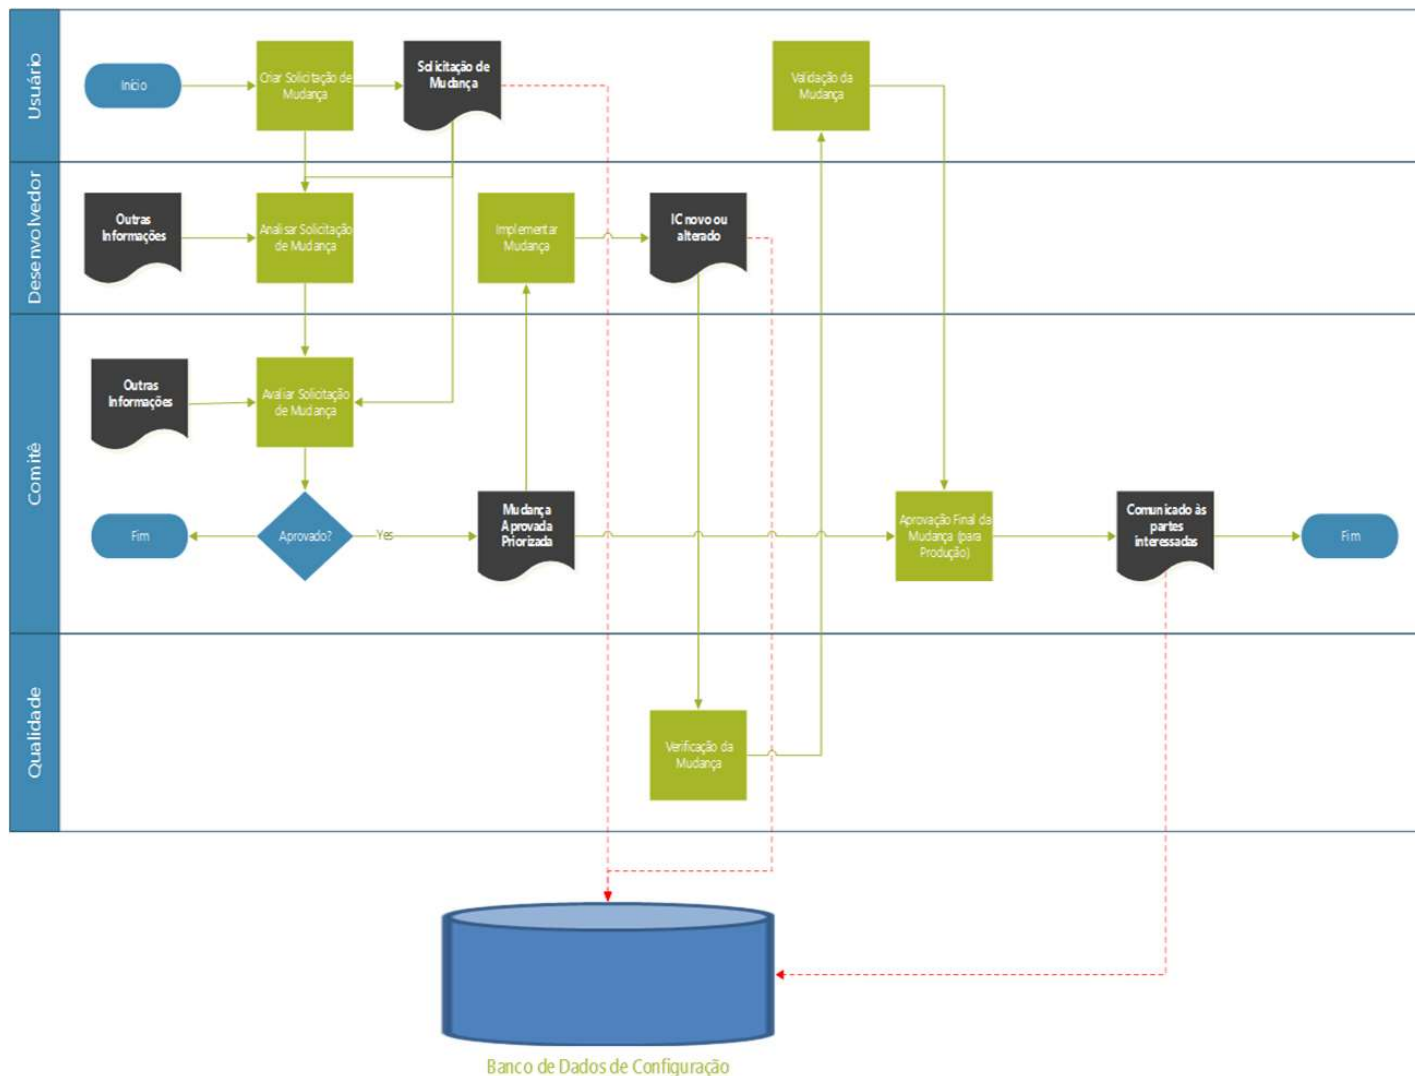 Usuário
Início
Criar Solicitação de
Mudança
Solicitação de
Mudança
Validação da
Mudança
Desenvolvedor
Outras
Informações
Analisar Solicitação
de Mudança
Implementar
Mudança
IC novo ou
alterado
Comitê
Outras
Informações
Avaliar Solicitação
de Mudança
Fim
Aprovado?
Yes
Mudança
Aprovada
Priorizada
Aprovação Final da
Mudança (para
Produção)
Comunicado às
partes
interessadas
Fim
Qualidade
Verificação da
Mudança
Banco de Dados de Configuração